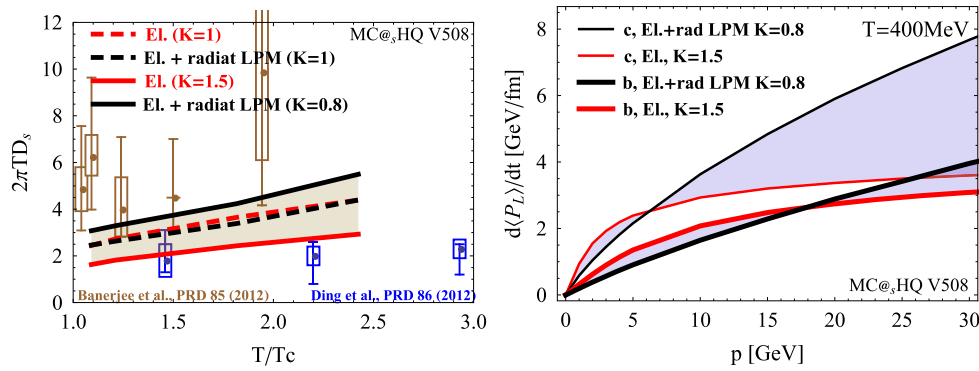 MC@sHQ V508
El. (K=1)
El. + radiat LPM (K=1)
El. (K=1.5)
El. + radiat LPM (K=0.8)
2πTDs
12
10
8
6
4
2
0
Banerjee et al., PRD 85 (2012)
Ding et al., PRD 86 (2012)
1.0 1.5 2.0 2.5 3.0
T/Tc
T=400MeV
c, El.+rad LPM K=0.8
c, El., K=1.5
b, El.+rad LPM K=0.8
b, El., K=1.5
d⟨PL⟩/dt [GeV/fm]
8
6
4
2
0
MC@sHQ V508
0 5 10 15 20 25 30
p [GeV]